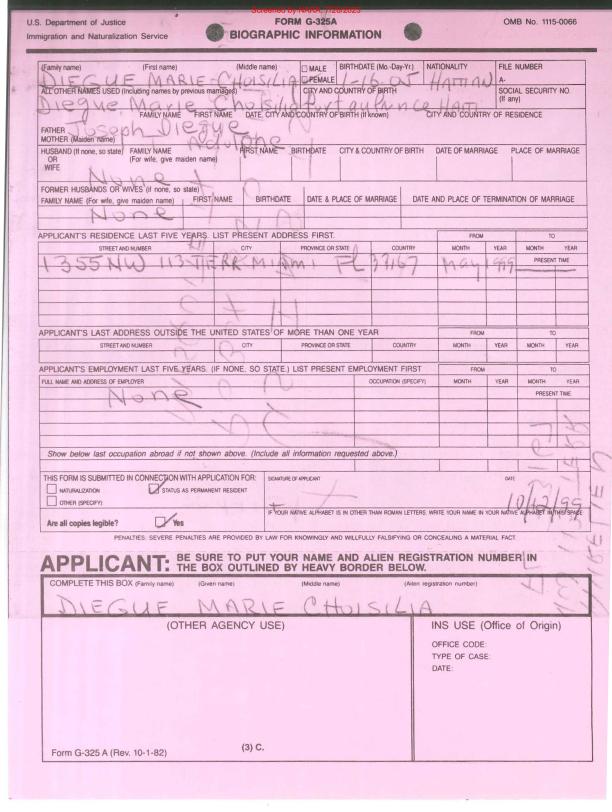 Screened by NARA, 7/26/2023
U.S. Department of Justice
Immigration and Naturalization Service
FORM G-325A
BIOGRAPHIC INFORMATION
OMB No. 1115-0066
(Family name) (First name) (Middle name) MALE FEMALE BIRTHDATE (Mo.-Day-Yr.) NATIONALITY FILE NUMBER A-
DIEGUE MARIE-CHOISILIA 1-16-05 HAITIAN
ALL OTHER NAMES USED (Including names by previous marriages) CITY AND COUNTRY OF BIRTH SOCIAL SECURITY NO. (If any)
Diegue Marie Choisilia Port au prince Haiti
FAMILY NAME FIRST NAME DATE, CITY AND COUNTRY OF BIRTH (If known) CITY AND COUNTRY OF RESIDENCE
FATHER Joseph Diegue
MOTHER (Maiden name)
HUSBAND (If none, so state) OR WIFE FAMILY NAME (For wife, give maiden name) FIRST NAME BIRTHDATE CITY & COUNTRY OF BIRTH DATE OF MARRIAGE PLACE OF MARRIAGE
None
FORMER HUSBANDS OR WIVES (if none, so state)
FAMILY NAME (For wife, give maiden name) FIRST NAME BIRTHDATE DATE & PLACE OF MARRIAGE DATE AND PLACE OF TERMINATION OF MARRIAGE
None
APPLICANT'S RESIDENCE LAST FIVE YEARS. LIST PRESENT ADDRESS FIRST. FROM TO
STREET AND NUMBER CITY PROVINCE OR STATE COUNTRY MONTH YEAR MONTH YEAR
1355 NW 113 TERR MIAMI FL 33167 May 1999 PRESENT TIME
APPLICANT'S LAST ADDRESS OUTSIDE THE UNITED STATES OF MORE THAN ONE YEAR FROM TO
STREET AND NUMBER CITY PROVINCE OR STATE COUNTRY MONTH YEAR MONTH YEAR
APPLICANT'S EMPLOYMENT LAST FIVE YEARS. (IF NONE, SO STATE.) LIST PRESENT EMPLOYMENT FIRST FROM TO
FULL NAME AND ADDRESS OF EMPLOYER OCCUPATION (SPECIFY) MONTH YEAR MONTH YEAR
None PRESENT TIME
Show below last occupation abroad if not shown above. (Include all information requested above.)
THIS FORM IS SUBMITTED IN CONNECTION WITH APPLICATION FOR: SIGNATURE OF APPLICANT DATE
NATURALIZATION STATUS AS PERMANENT RESIDENT
OTHER (SPECIFY) 10/12/99
IF YOUR NATIVE ALPHABET IS IN OTHER THAN ROMAN LETTERS, WRITE YOUR NAME IN YOUR NATIVE ALPHABET IN THIS SPACE
Are all copies legible? Yes
PENALTIES: SEVERE PENALTIES ARE PROVIDED BY LAW FOR KNOWINGLY AND WILLFULLY FALSIFYING OR CONCEALING A MATERIAL FACT.
APPLICANT: BE SURE TO PUT YOUR NAME AND ALIEN REGISTRATION NUMBER IN
THE BOX OUTLINED BY HEAVY BORDER BELOW.
COMPLETE THIS BOX (Family name) (Given name) (Middle name) (Alien registration number)
DIEGUE MARIE CHOISILIA
(OTHER AGENCY USE) INS USE (Office of Origin)
OFFICE CODE:
TYPE OF CASE:
DATE:
Form G-325 A (Rev. 10-1-82) (3) C.